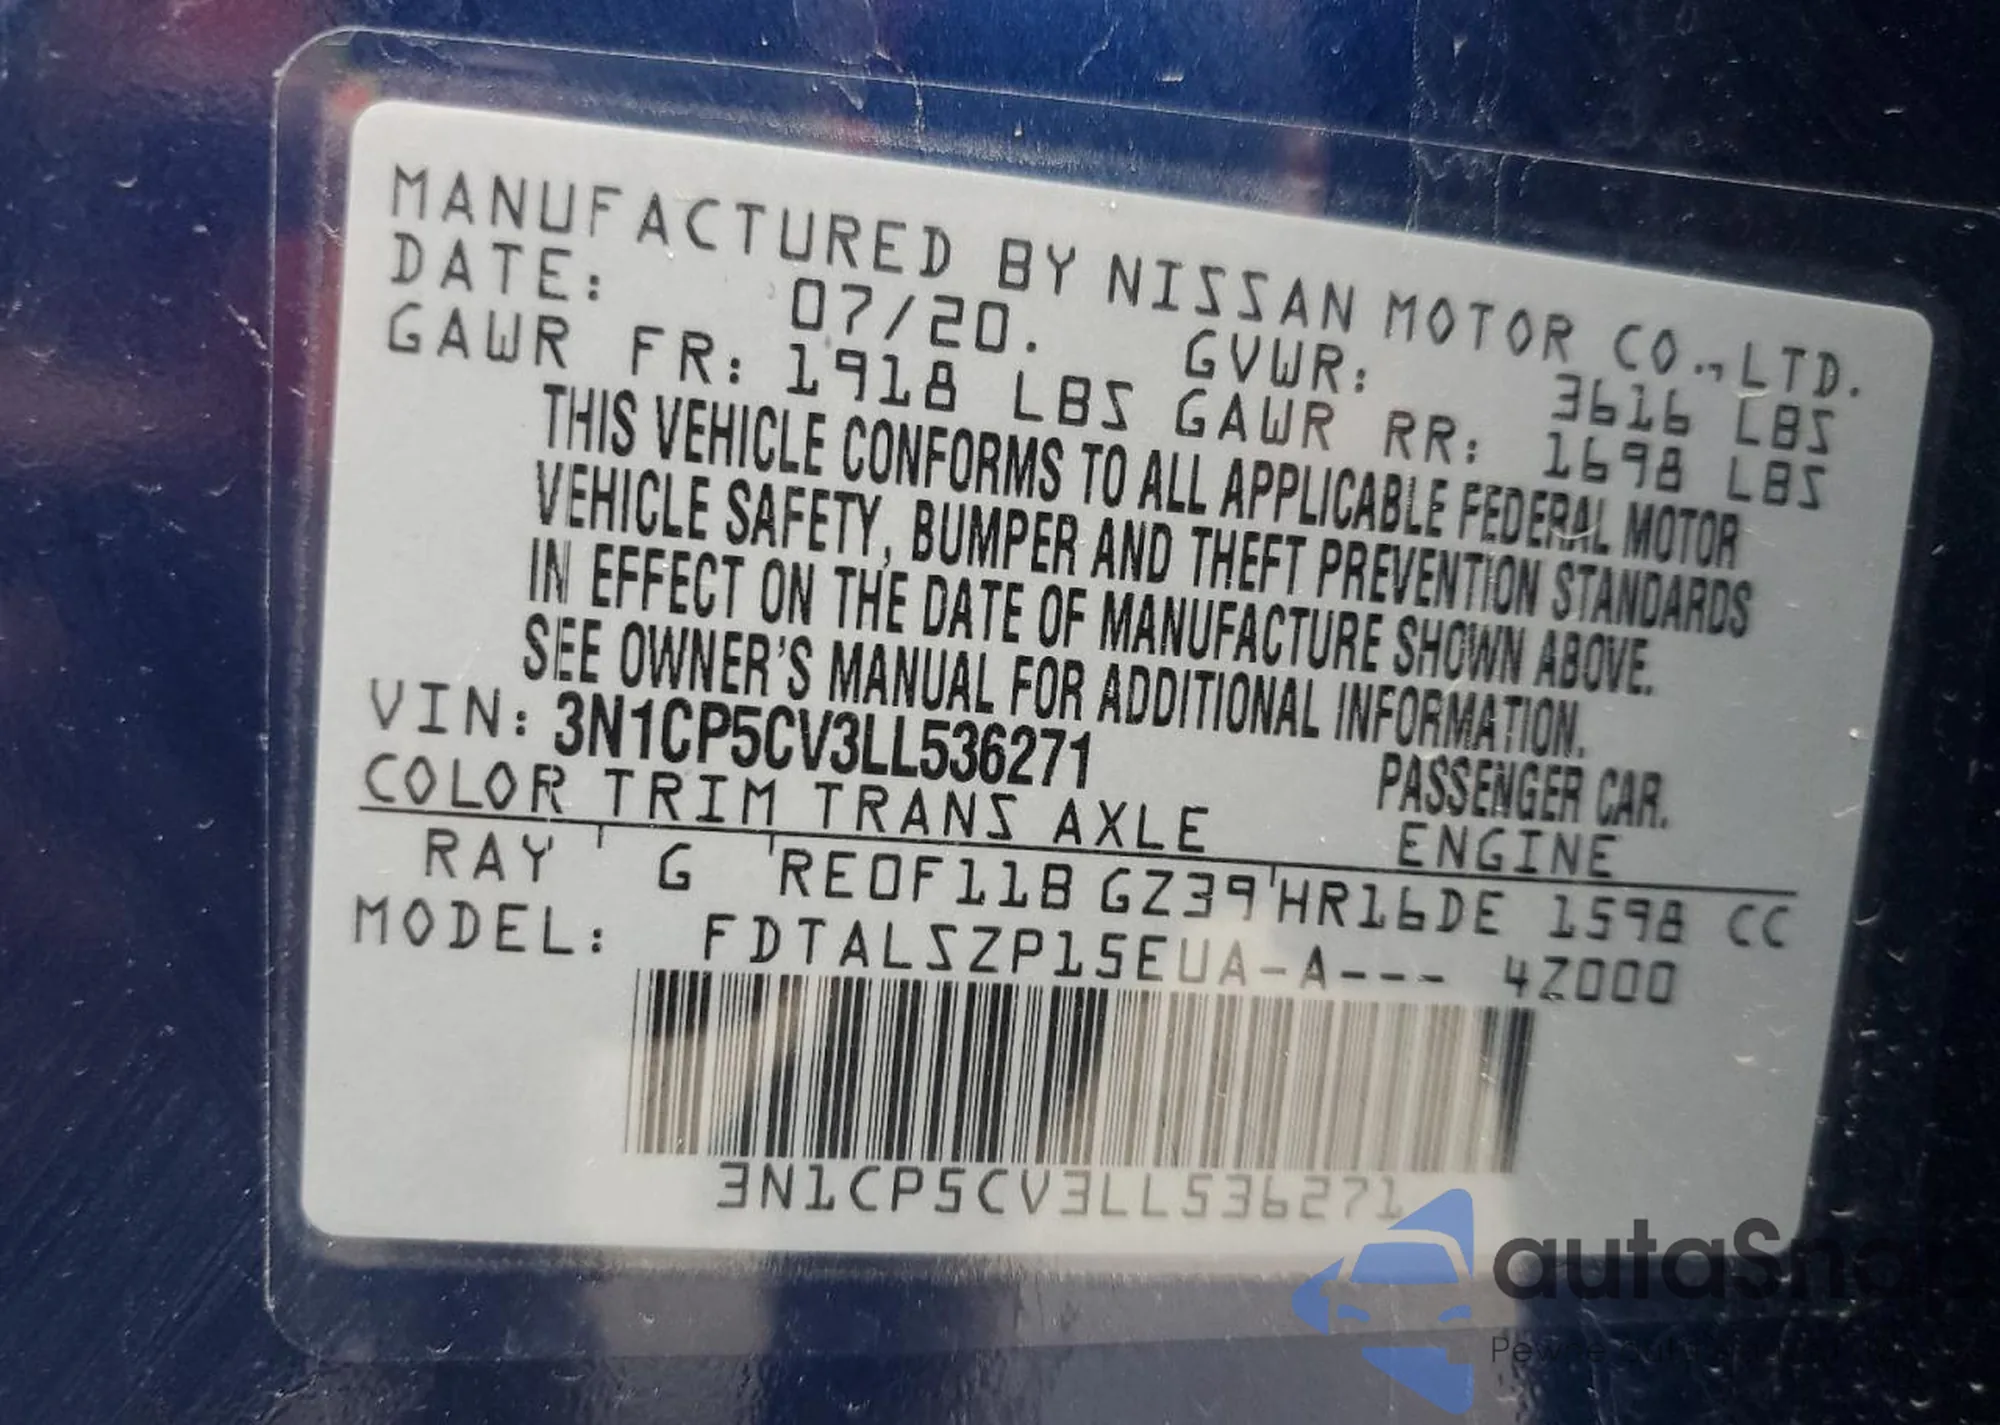 MANUFACTURED BY NISSAN MOTOR CO.,LTD.
DATE: 07/20. GVWR: 3616 LBS
GAWR FR: 1918 LBS GAWR RR: 1698 LBS
THIS VEHICLE CONFORMS TO ALL APPLICABLE FEDERAL MOTOR
VEHICLE SAFETY, BUMPER AND THEFT PREVENTION STANDARDS
IN EFFECT ON THE DATE OF MANUFACTURE SHOWN ABOVE.
SEE OWNER'S MANUAL FOR ADDITIONAL INFORMATION.
VIN: 3N1CP5CV3LL536271 PASSENGER CAR.
COLOR TRIM TRANS AXLE ENGINE
RAY G RE0F11B GZ39 HR16DE 1598 CC
MODEL: FDTALSZP15EUA-A--- 4Z000
3N1CP5CV3LL536271
autaSnap